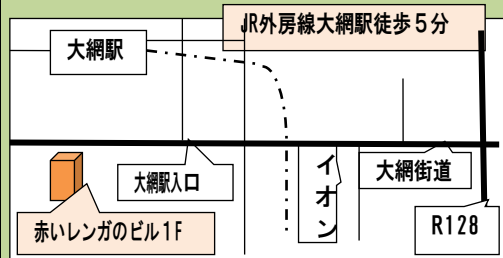 JR外房線大網駅徒歩５分
大網駅
大網駅入口
イオン
大網街道
赤いレンガのビル１F
R128